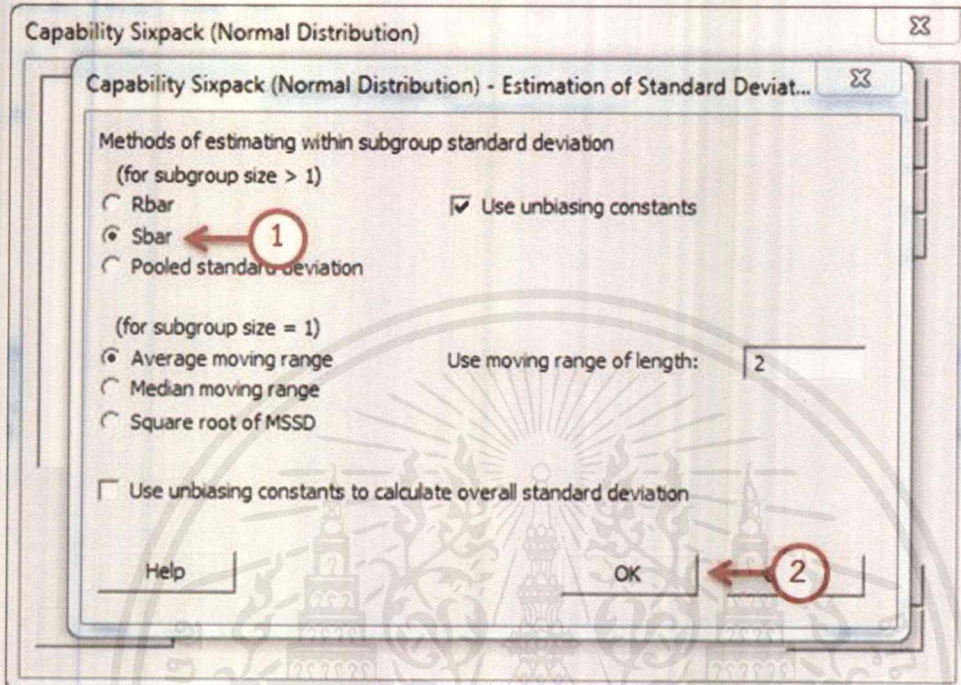 Capability Sixpack (Normal Distribution)
Capability Sixpack (Normal Distribution) - Estimation of Standard Deviat...
Methods of estimating within subgroup standard deviation
(for subgroup size > 1)
Rbar
Use unbiasing constants
Sbar
1
Pooled standard deviation
(for subgroup size = 1)
Average moving range
Use moving range of length:
2
Median moving range
Square root of MSSD
Use unbiasing constants to calculate overall standard deviation
Help
OK
2